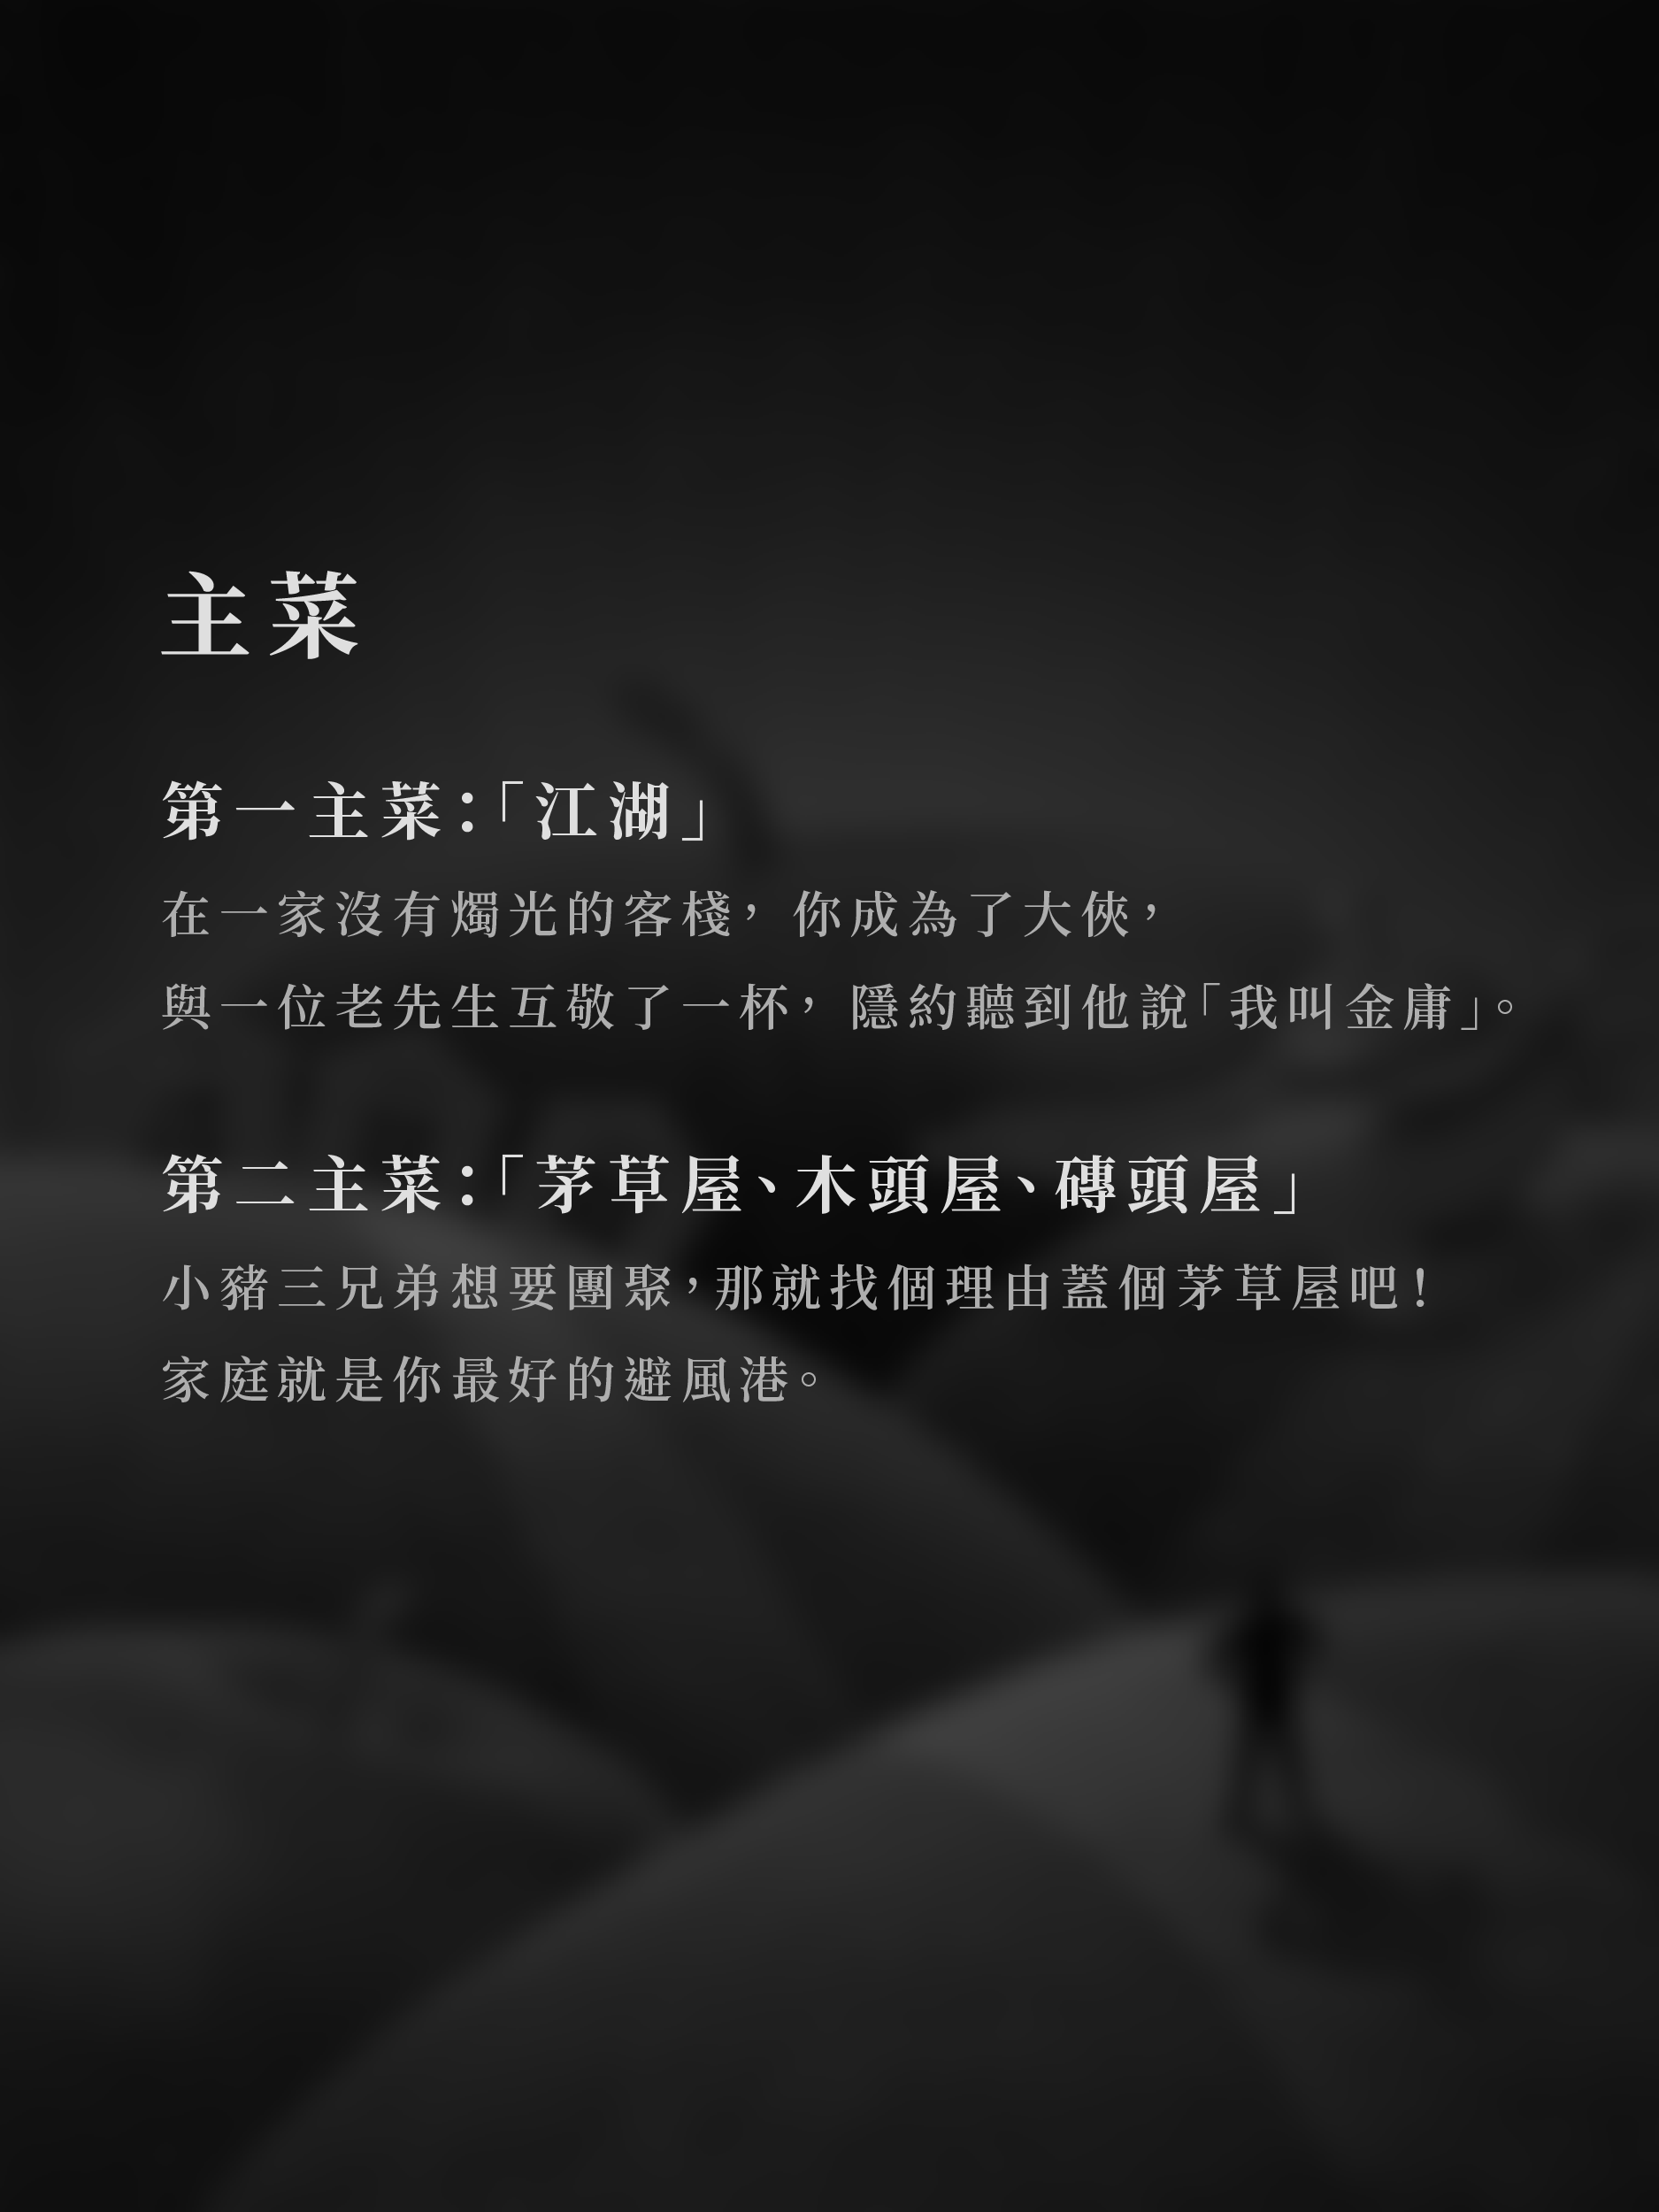 主菜
第一主菜：「江湖」
在一家沒有燭光的客棧，你成為了大俠，
與一位老先生互敬了一杯，隱約聽到他說「我叫金庸」。
第二主菜：「茅草屋、木頭屋、磚頭屋」
小豬三兄弟想要團聚，那就找個理由蓋個茅草屋吧！
家庭就是你最好的避風港。